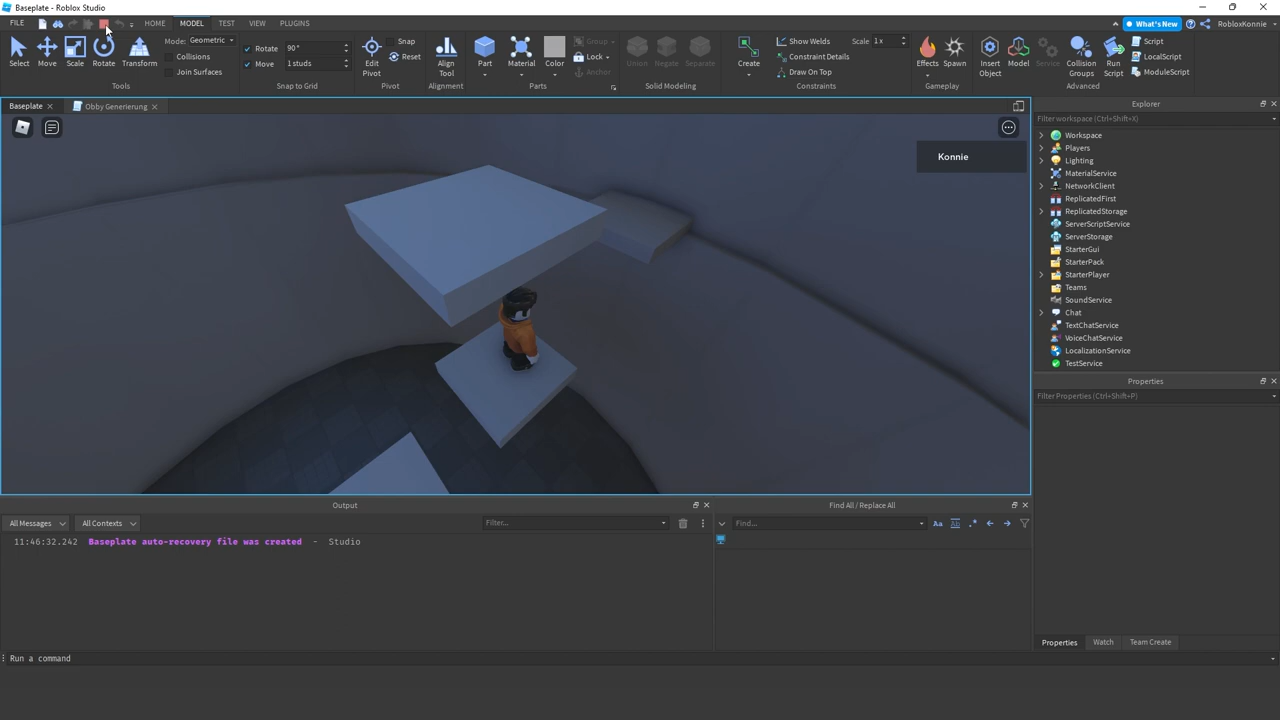 Baseplate - Roblox Studio
FILE
HOME
MODEL
TEST
VIEW
PLUGINS
What's New
RobloxKonnie
Select
Move
Scale
Rotate
Transform
Mode: Geometric
Collisions
Join Surfaces
Tools
Rotate 90°
Move 1 studs
Snap to Grid
Edit
Pivot
Snap
Reset
Pivot
Align
Tool
Alignment
Part
Material
Color
Group
Lock
Anchor
Parts
Union
Negate
Separate
Solid Modeling
Create
Show Welds
Scale 1 x
Constraint Details
Draw On Top
Constraints
Effects
Spawn
Gameplay
Insert
Object
Model
Service
Collision
Groups
Run
Script
Script
LocalScript
ModuleScript
Advanced
Baseplate
Obby Generierung
Konnie
Explorer
Filter workspace (Ctrl+Shift+X)
Workspace
Players
Lighting
MaterialService
NetworkClient
ReplicatedFirst
ReplicatedStorage
ServerScriptService
ServerStorage
StarterGui
StarterPack
StarterPlayer
Teams
SoundService
Chat
TextChatService
VoiceChatService
LocalizationService
TestService
Properties
Filter Properties (Ctrl+Shift+P)
Properties
Watch
Team Create
Output
All Messages
All Contexts
Filter...
11:46:32.242 Baseplate auto-recovery file was created - Studio
Find All / Replace All
Find...
Aa
Ab
.*
Run a command